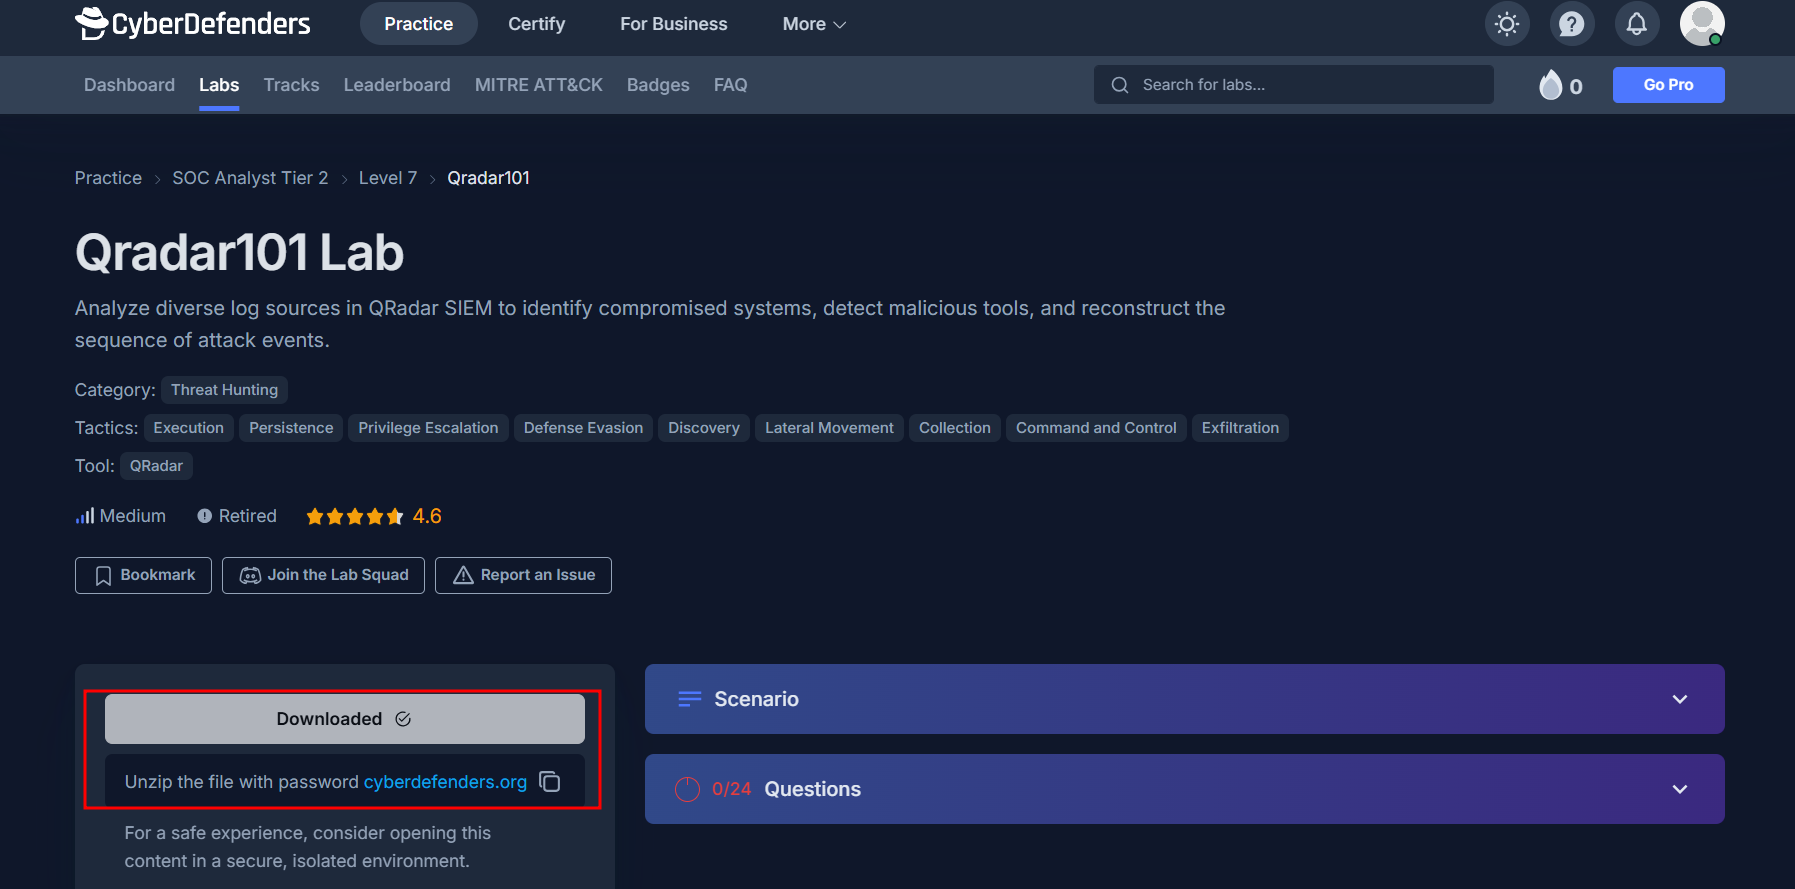 CyberDefenders
Practice Certify For Business More
Dashboard Labs Tracks Leaderboard MITRE ATT&CK Badges FAQ Search for labs... 0 Go Pro
Practice > SOC Analyst Tier 2 > Level 7 > Qradar101
Qradar101 Lab
Analyze diverse log sources in QRadar SIEM to identify compromised systems, detect malicious tools, and reconstruct the
sequence of attack events.
Category: Threat Hunting
Tactics: Execution Persistence Privilege Escalation Defense Evasion Discovery Lateral Movement Collection Command and Control Exfiltration
Tool: QRadar
Medium Retired 4.6
Bookmark Join the Lab Squad Report an Issue
Downloaded
Unzip the file with password cyberdefenders.org
For a safe experience, consider opening this
content in a secure, isolated environment.
Scenario
0/24 Questions